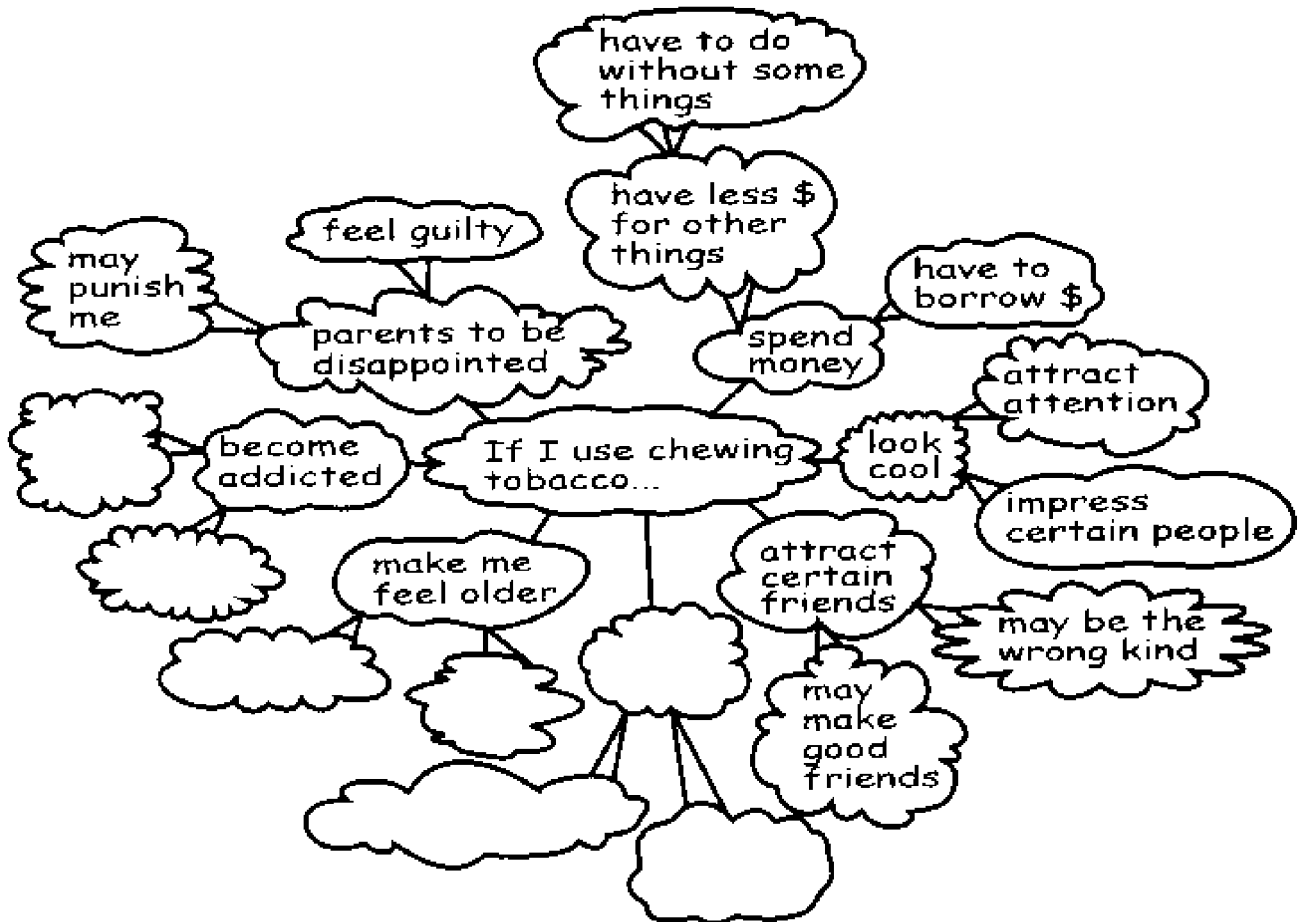 have to do
without some
things
have less $
for other
things
feel guilty
may
punish
me
have to
borrow $
parents to be
disappointed
spend
money
attract
attention
become
addicted
If I use chewing
tobacco...
look
cool
impress
certain people
make me
feel older
attract
certain
friends
may be the
wrong kind
may
make
good
friends